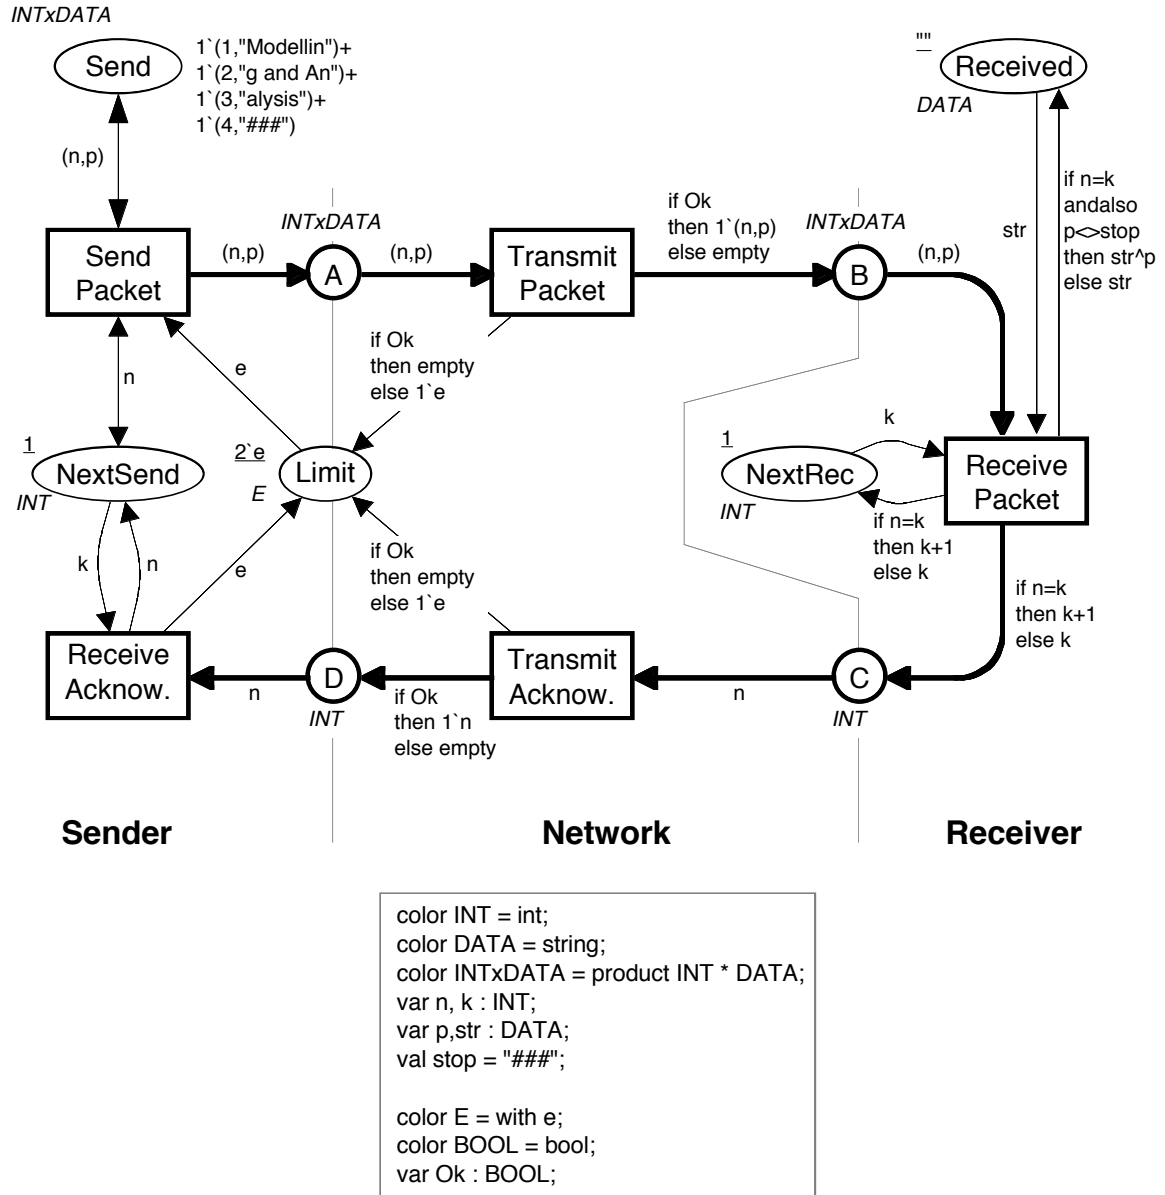 INTxDATA
Send
1`(1,"Modellin")+
1`(2,"g and An")+
1`(3,"alysis")+
1`(4,"###")
""
Received
DATA
(n,p)
if n=k
andalso
p<>stop
then str^p
else str
str
Send
Packet
(n,p)
INTxDATA
A
(n,p)
Transmit
Packet
if Ok
then 1`(n,p)
else empty
INTxDATA
B
(n,p)
n
e
if Ok
then empty
else 1`e
1
NextSend
INT
2`e
Limit
E
1
NextRec
INT
k
if n=k
then k+1
else k
Receive
Packet
k
n
e
if Ok
then empty
else 1`e
if n=k
then k+1
else k
Receive
Acknow.
n
D
INT
if Ok
then 1`n
else empty
Transmit
Acknow.
n
C
INT
Sender
Network
Receiver
color INT = int;
color DATA = string;
color INTxDATA = product INT * DATA;
var n, k : INT;
var p,str : DATA;
val stop = "###";
color E = with e;
color BOOL = bool;
var Ok : BOOL;